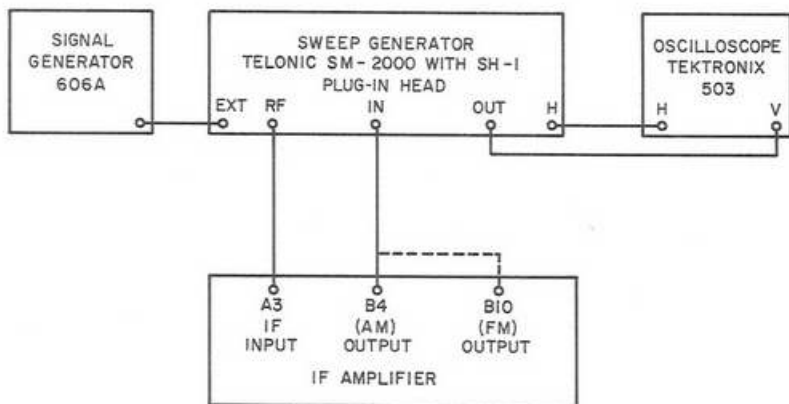 SIGNAL
GENERATOR
606A
SWEEP GENERATOR
TELONIC SM-2000 WITH SH-1
PLUG-IN HEAD
EXT RF IN OUT H
OSCILLOSCOPE
TEKTRONIX
503
H V
A3
IF
INPUT
B4
(AM)
OUTPUT
B10
(FM)
OUTPUT
IF AMPLIFIER